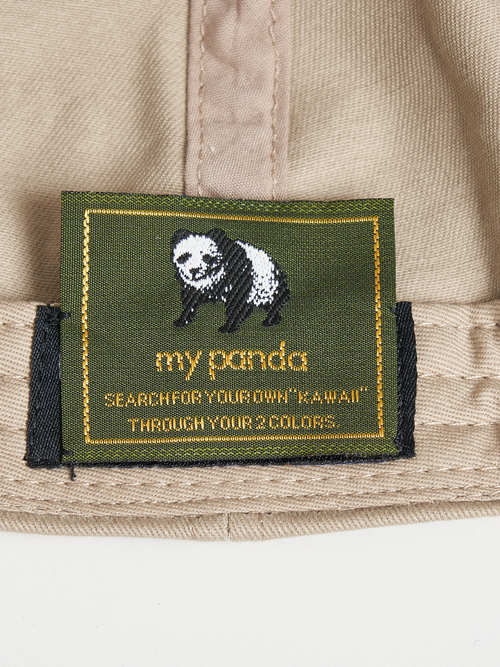 my panda
SEARCH FOR YOUR OWN "KAWAII"
THROUGH YOUR 2 COLORS.